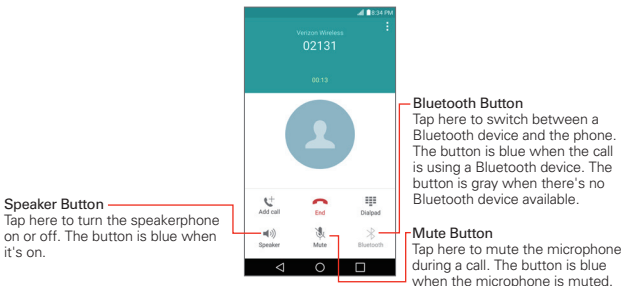 8:34 PM
Verizon Wireless
02131
00:13
Add call
End
Dialpad
Speaker
Mute
Bluetooth
Speaker Button
Tap here to turn the speakerphone
on or off. The button is blue when
it's on.
Bluetooth Button
Tap here to switch between a
Bluetooth device and the phone.
The button is blue when the call
is using a Bluetooth device. The
button is gray when there's no
Bluetooth device available.
Mute Button
Tap here to mute the microphone
during a call. The button is blue
when the microphone is muted.